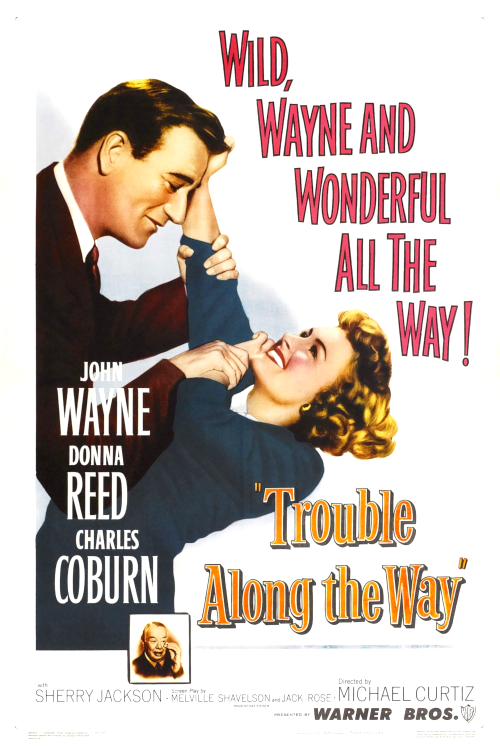 WILD,
WAYNE AND
WONDERFUL
ALL THE
WAY!
JOHN
WAYNE
DONNA
REED
CHARLES
COBURN
"Trouble
Along the Way"
with
SHERRY JACKSON · Screen Play by MELVILLE SHAVELSON and JACK ROSE · Directed by MICHAEL CURTIZ
PRESENTED BY WARNER BROS.